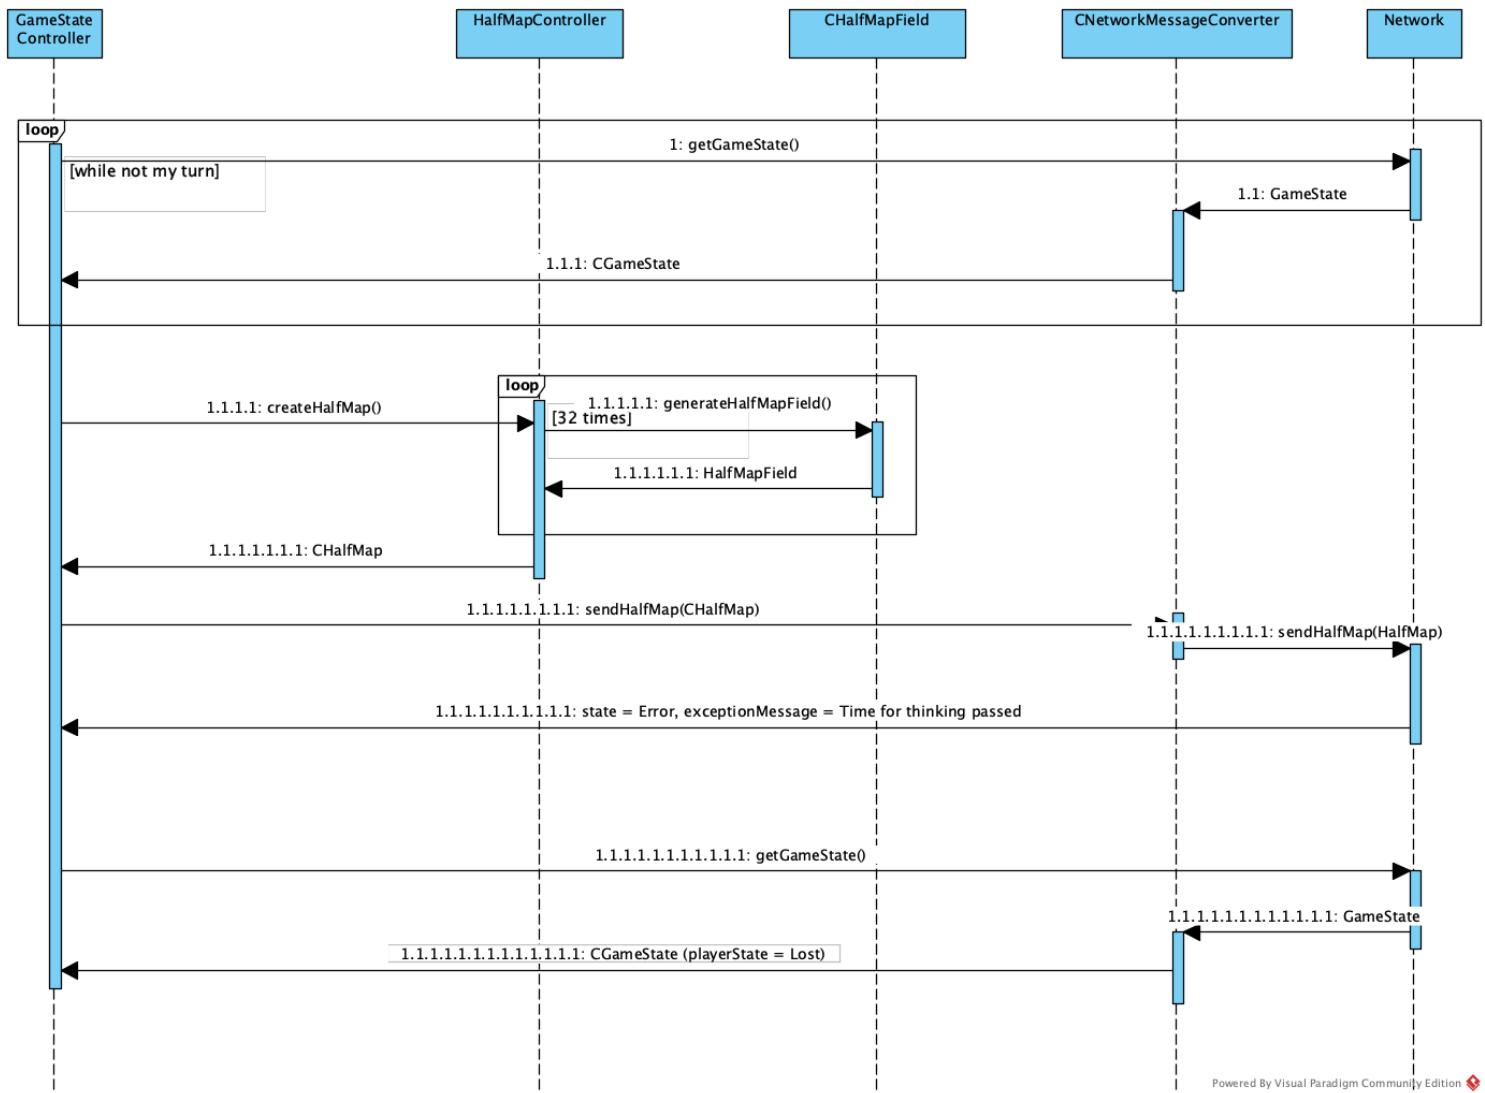 GameState
Controller
HalfMapController
CHalfMapField
CNetworkMessageConverter
Network
loop
1: getGameState()
[while not my turn]
1.1: GameState
1.1.1: CGameState
loop
1.1.1.1: createHalfMap()
1.1.1.1.1: generateHalfMapField()
[32 times]
1.1.1.1.1.1: HalfMapField
1.1.1.1.1.1.1: CHalfMap
1.1.1.1.1.1.1.1: sendHalfMap(CHalfMap)
1.1.1.1.1.1.1.1.1: sendHalfMap(HalfMap)
1.1.1.1.1.1.1.1.1.1: state = Error, exceptionMessage = Time for thinking passed
1.1.1.1.1.1.1.1.1.1.1: getGameState()
1.1.1.1.1.1.1.1.1.1.1.1: GameState
1.1.1.1.1.1.1.1.1.1.1.1.1: CGameState (playerState = Lost)
Powered By Visual Paradigm Community Edition